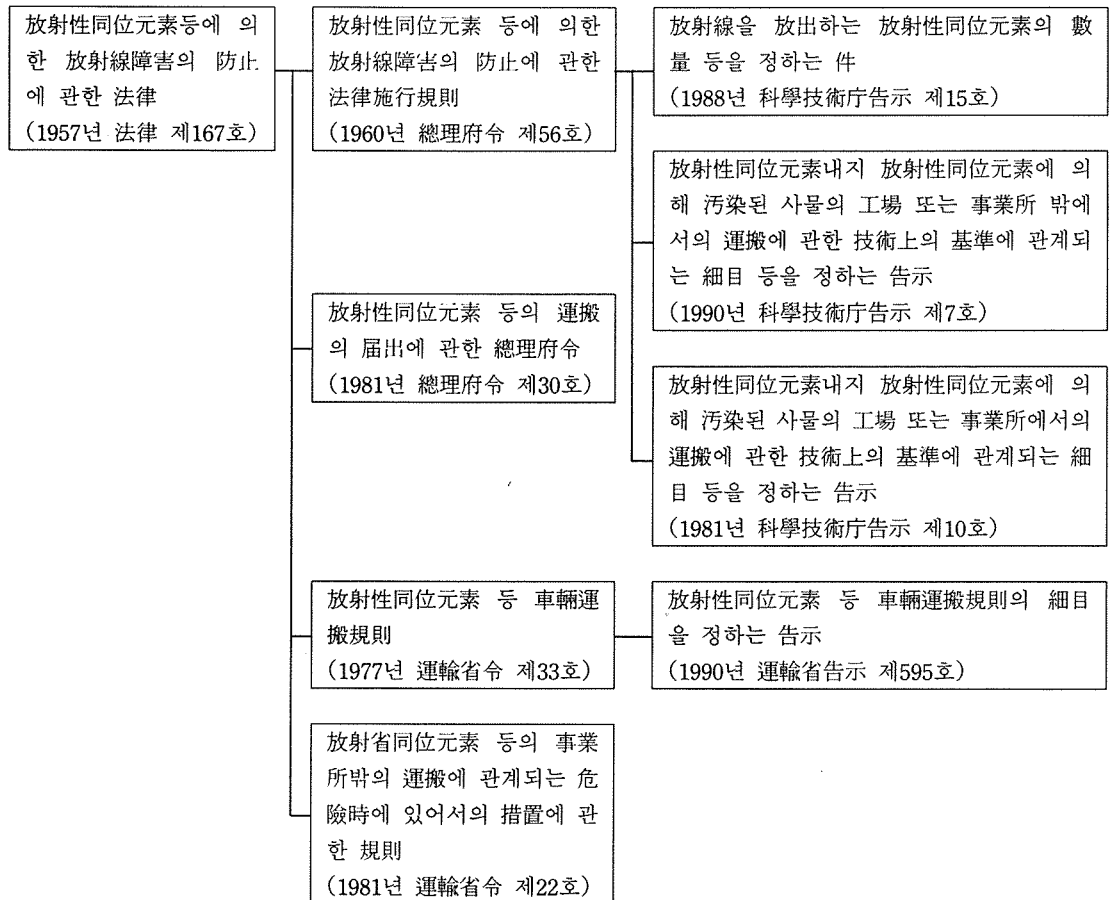 放射性同位元素등에 의
한 放射線障害의 防止
에 관한 法律
(1957년 法律 제167호)
放射性同位元素 등에 의한
放射線障害의 防止에 관한
法律施行規則
(1960년 總理府令 제56호)
放射線을 放出하는 放射性同位元素의 數
量 등을 정하는 件
(1988년 科學技術庁告示 제15호)
放射性同位元素내지 放射性同位元素에 의
해 汚染된 사물의 工場 또는 事業所 밖에
서의 運搬에 관한 技術上의 基準에 관계되
는 細目 등을 정하는 告示
(1990년 科學技術庁告示 제7호)
放射性同位元素 등의 運搬
의 届出에 관한 總理府令
(1981년 總理府令 제30호)
放射性同位元素내지 放射性同位元素에 의
해 汚染된 사물의 工場 또는 事業所에서의
運搬에 관한 技術上의 基準에 관계되는 細
目 등을 정하는 告示
(1981년 科學技術庁告示 제10호)
放射性同位元素 등 車輛運
搬規則
(1977년 運輸省令 제33호)
放射性同位元素 등 車輛運搬規則의 細目
을 정하는 告示
(1990년 運輸省告示 제595호)
放射省同位元素 등의 事業
所밖의 運搬에 관계되는 危
險時에 있어서의 措置에 관
한 規則
(1981년 運輸省令 제22호)